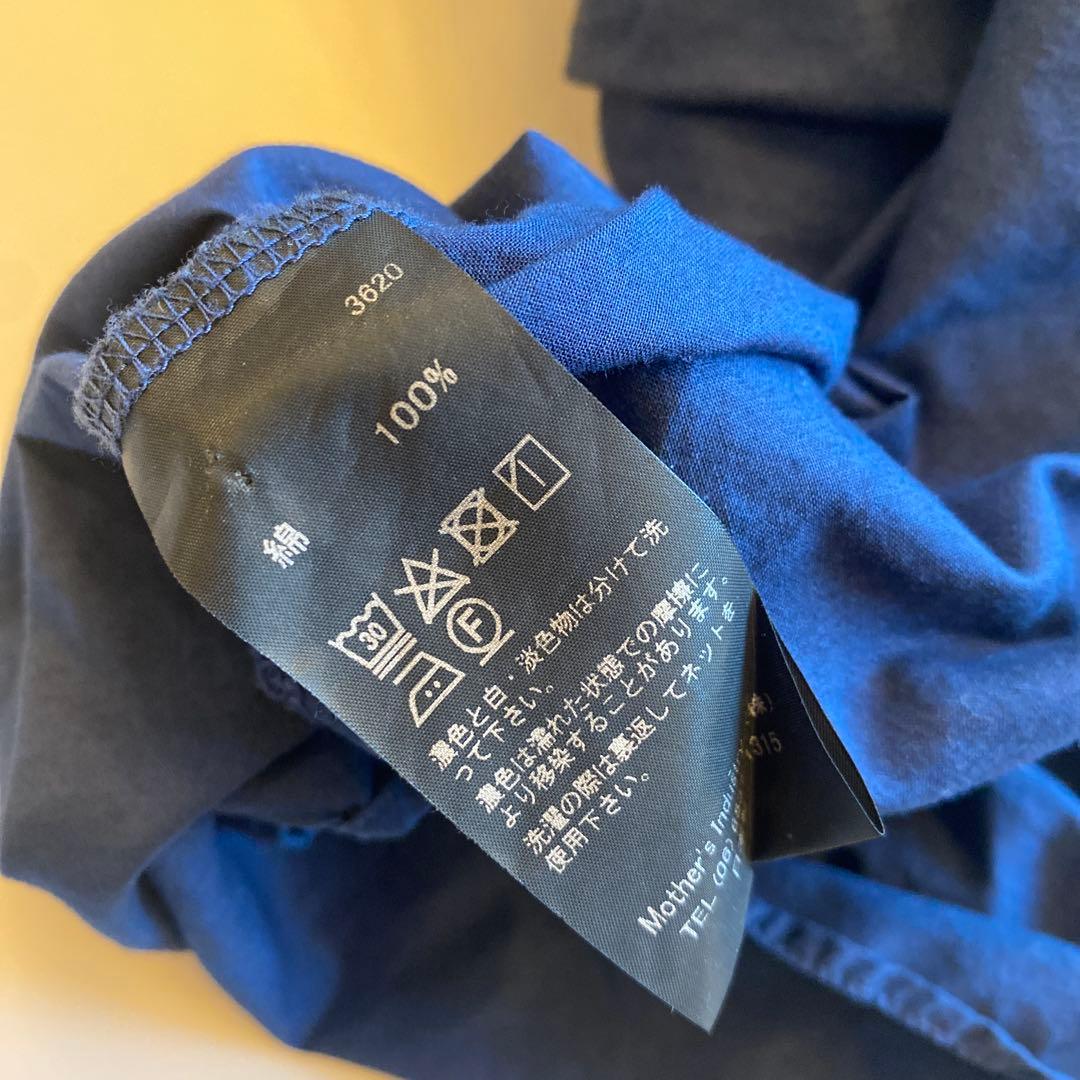 3620
綿 100%
30
F
濃色と白・淡色物は分けて洗
って下さい。
濃色は濡れた状態での摩擦に
より移染することがあります。
洗濯の際は裏返してネットを
使用下さい。
Mother's
TEL (06)
315